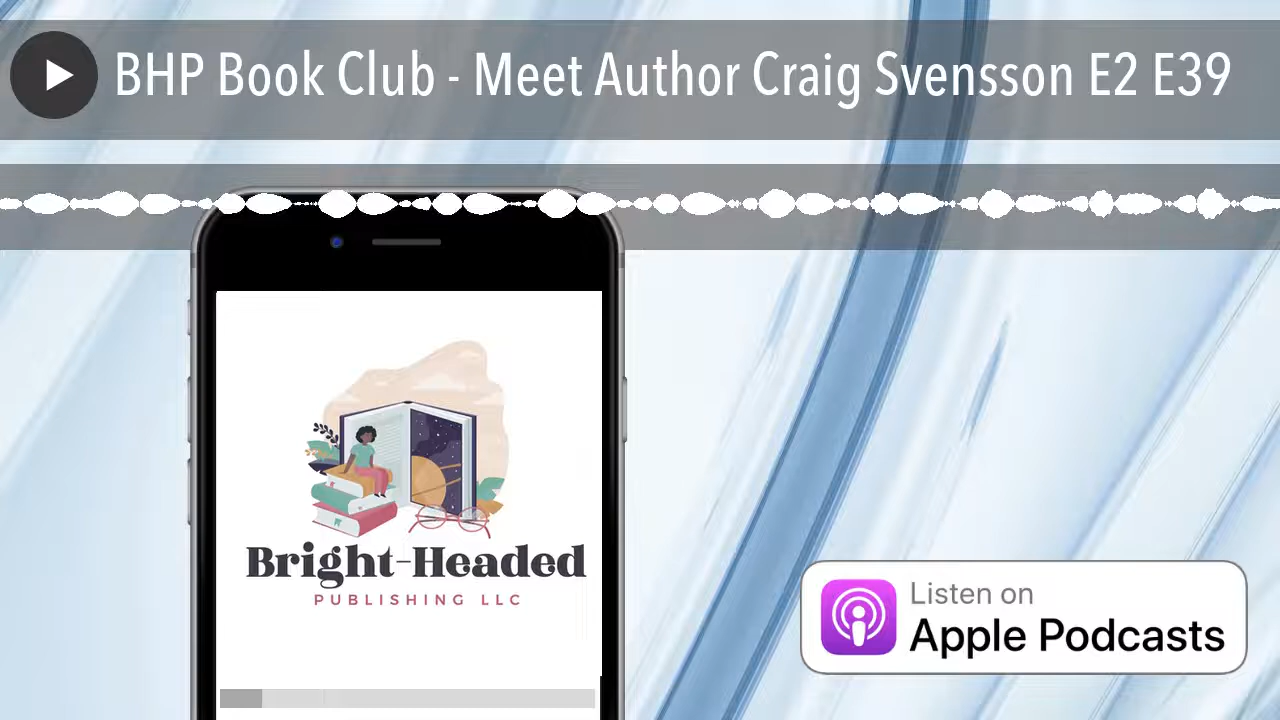 BHP Book Club - Meet Author Craig Svensson E2 E39
Bright-Headed
PUBLISHING LLC
Listen on
Apple Podcasts